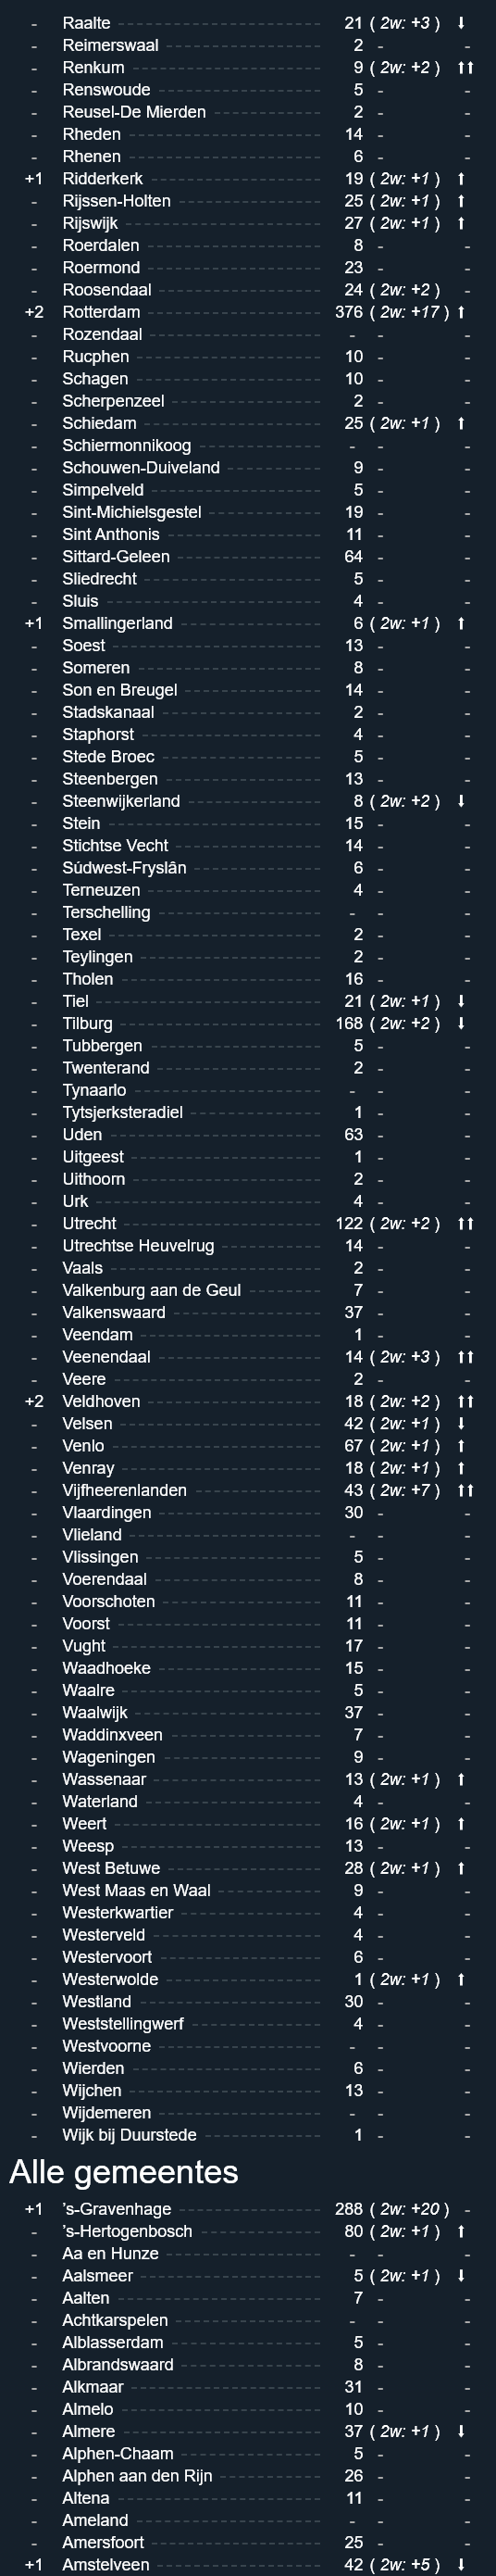 - Raalte 21 ( 2w: +3 ) ⬇
- Reimerswaal 2 - -
- Renkum 9 ( 2w: +2 ) ⬆⬆
- Renswoude 5 - -
- Reusel-De Mierden 2 - -
- Rheden 14 - -
- Rhenen 6 - -
+1 Ridderkerk 19 ( 2w: +1 ) ⬆
- Rijssen-Holten 25 ( 2w: +1 ) ⬆
- Rijswijk 27 ( 2w: +1 ) ⬆
- Roerdalen 8 - -
- Roermond 23 - -
- Roosendaal 24 ( 2w: +2 ) -
+2 Rotterdam 376 ( 2w: +17 ) ⬆
- Rozendaal - - -
- Rucphen 10 - -
- Schagen 10 - -
- Scherpenzeel 2 - -
- Schiedam 25 ( 2w: +1 ) ⬆
- Schiermonnikoog - - -
- Schouwen-Duiveland 9 - -
- Simpelveld 5 - -
- Sint-Michielsgestel 19 - -
- Sint Anthonis 11 - -
- Sittard-Geleen 64 - -
- Sliedrecht 5 - -
- Sluis 4 - -
+1 Smallingerland 6 ( 2w: +1 ) ⬆
- Soest 13 - -
- Someren 8 - -
- Son en Breugel 14 - -
- Stadskanaal 2 - -
- Staphorst 4 - -
- Stede Broec 5 - -
- Steenbergen 13 - -
- Steenwijkerland 8 ( 2w: +2 ) ⬇
- Stein 15 - -
- Stichtse Vecht 14 - -
- Súdwest-Fryslân 6 - -
- Terneuzen 4 - -
- Terschelling - - -
- Texel 2 - -
- Teylingen 2 - -
- Tholen 16 - -
- Tiel 21 ( 2w: +1 ) ⬇
- Tilburg 168 ( 2w: +2 ) ⬇
- Tubbergen 5 - -
- Twenterand 2 - -
- Tynaarlo - - -
- Tytsjerksteradiel 1 - -
- Uden 63 - -
- Uitgeest 1 - -
- Uithoorn 2 - -
- Urk 4 - -
- Utrecht 122 ( 2w: +2 ) ⬆⬆
- Utrechtse Heuvelrug 14 - -
- Vaals 2 - -
- Valkenburg aan de Geul 7 - -
- Valkenswaard 37 - -
- Veendam 1 - -
- Veenendaal 14 ( 2w: +3 ) ⬆⬆
- Veere 2 - -
+2 Veldhoven 18 ( 2w: +2 ) ⬆⬆
- Velsen 42 ( 2w: +1 ) ⬇
- Venlo 67 ( 2w: +1 ) ⬆
- Venray 18 ( 2w: +1 ) ⬆
- Vijfheerenlanden 43 ( 2w: +7 ) ⬆⬆
- Vlaardingen 30 - -
- Vlieland - - -
- Vlissingen 5 - -
- Voerendaal 8 - -
- Voorschoten 11 - -
- Voorst 11 - -
- Vught 17 - -
- Waadhoeke 15 - -
- Waalre 5 - -
- Waalwijk 37 - -
- Waddinxveen 7 - -
- Wageningen 9 - -
- Wassenaar 13 ( 2w: +1 ) ⬆
- Waterland 4 - -
- Weert 16 ( 2w: +1 ) ⬆
- Weesp 13 - -
- West Betuwe 28 ( 2w: +1 ) ⬆
- West Maas en Waal 9 - -
- Westerkwartier 4 - -
- Westerveld 4 - -
- Westervoort 6 - -
- Westerwolde 1 ( 2w: +1 ) ⬆
- Westland 30 - -
- Weststellingwerf 4 - -
- Westvoorne - - -
- Wierden 6 - -
- Wijchen 13 - -
- Wijdemeren - - -
- Wijk bij Duurstede 1 - -
Alle gemeentes
+1 's-Gravenhage 288 ( 2w: +20 ) -
- 's-Hertogenbosch 80 ( 2w: +1 ) ⬆
- Aa en Hunze - - -
- Aalsmeer 5 ( 2w: +1 ) ⬇
- Aalten 7 - -
- Achtkarspelen - - -
- Alblasserdam 5 - -
- Albrandswaard 8 - -
- Alkmaar 31 - -
- Almelo 10 - -
- Almere 37 ( 2w: +1 ) ⬇
- Alphen-Chaam 5 - -
- Alphen aan den Rijn 26 - -
- Altena 11 - -
- Ameland - - -
- Amersfoort 25 - -
+1 Amstelveen 42 ( 2w: +5 ) ⬇